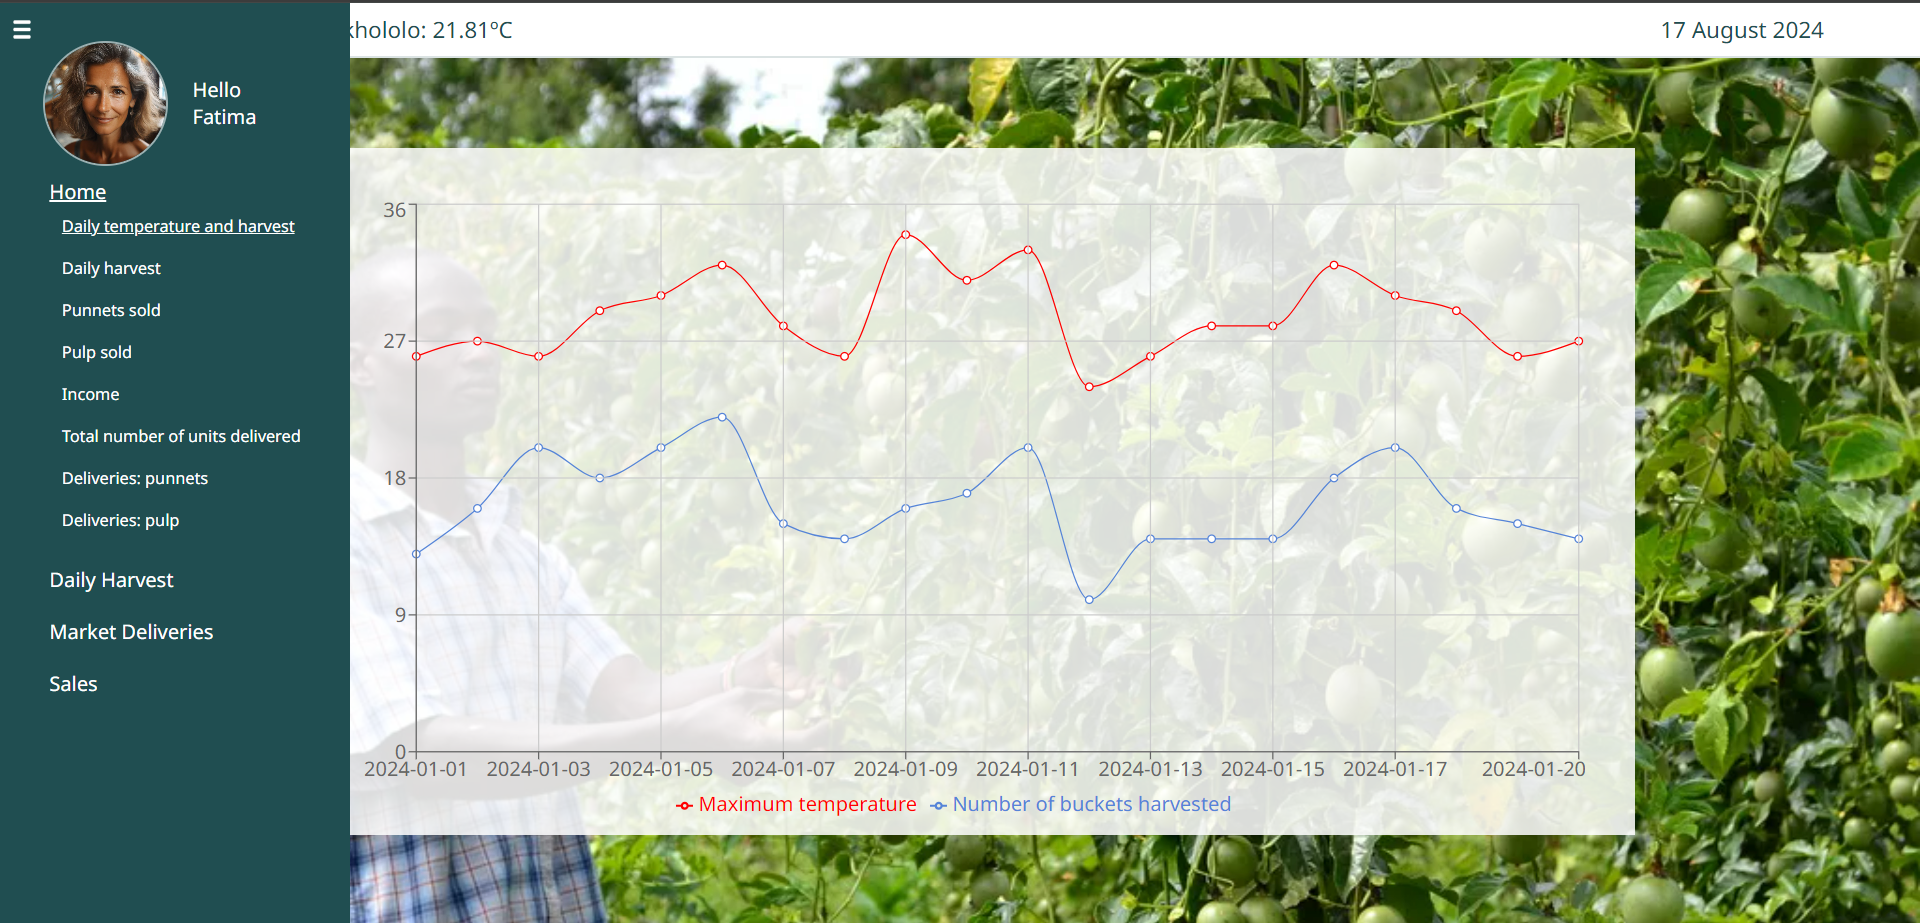 khololo: 21.81°C
17 August 2024
Hello
Fatima
Home
Daily temperature and harvest
Daily harvest
Punnets sold
Pulp sold
Income
Total number of units delivered
Deliveries: punnets
Deliveries: pulp
Daily Harvest
Market Deliveries
Sales
36
27
18
9
0
2024-01-01 2024-01-03 2024-01-05 2024-01-07 2024-01-09 2024-01-11 2024-01-13 2024-01-15 2024-01-17 2024-01-20
Maximum temperature Number of buckets harvested